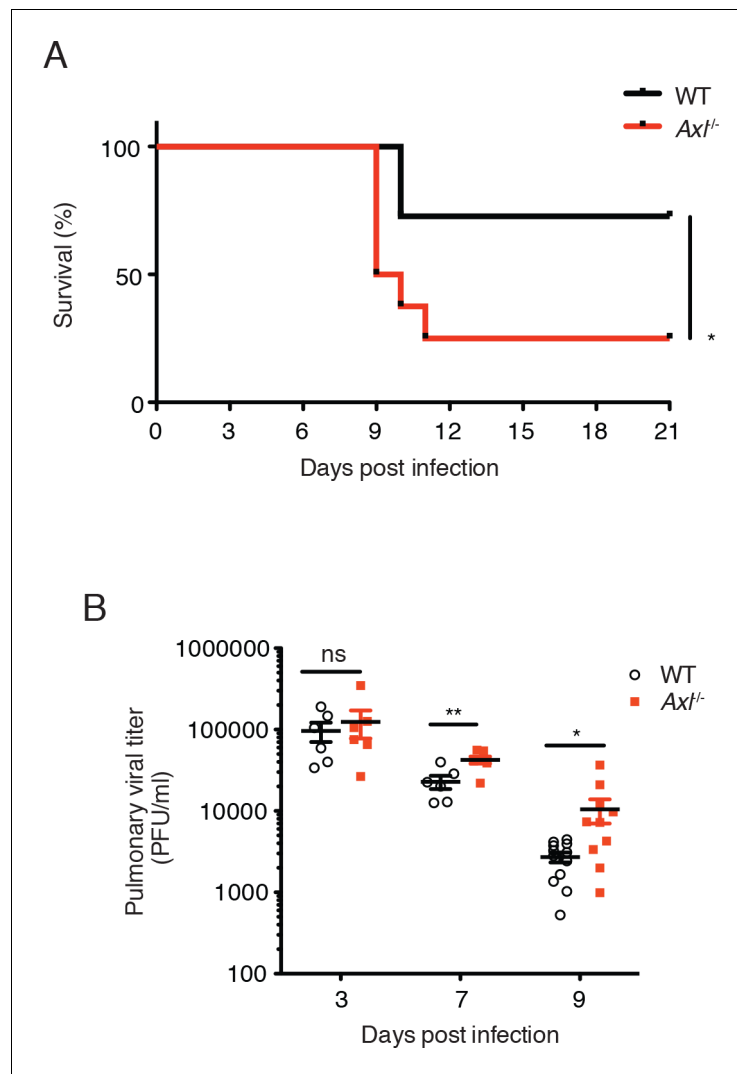 A
WT
Axl-/-
100
50
0
Survival (%)
*
0 3 6 9 12 15 18 21
Days post infection
B
1000000
100000
10000
1000
100
Pulmonary viral titer
(PFU/ml)
ns
**
*
WT
Axl-/-
3 7 9
Days post infection